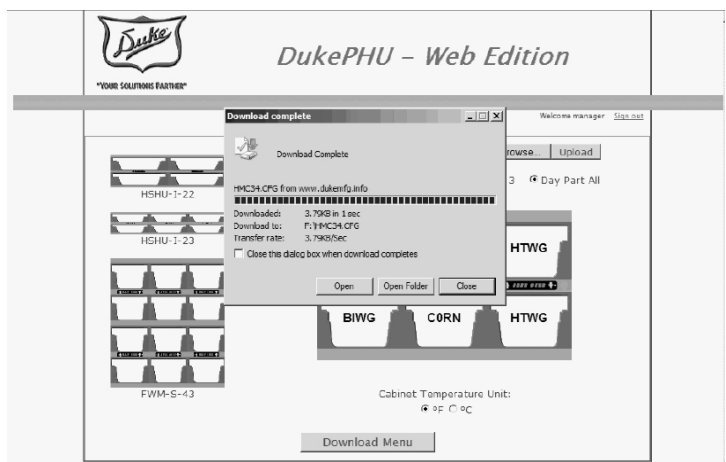 Duke
"YOUR SOLUTIONS PARTNER"
DukePHU – Web Edition
Welcome manager Sign out
Download complete
Download Complete
HMC34.CFG from www.dukemfg.info
Downloaded: 3.79KB in 1 sec
Download to: F:\HMC34.CFG
Transfer rate: 3.79KB/Sec
Close this dialog box when download completes
Open Open Folder Close
rowse... Upload
3 Day Part All
HSHU-I-22
HSHU-I-23
FWM-S-43
HTWG
BIWG CORN HTWG
Cabinet Temperature Unit:
°F °C
Download Menu